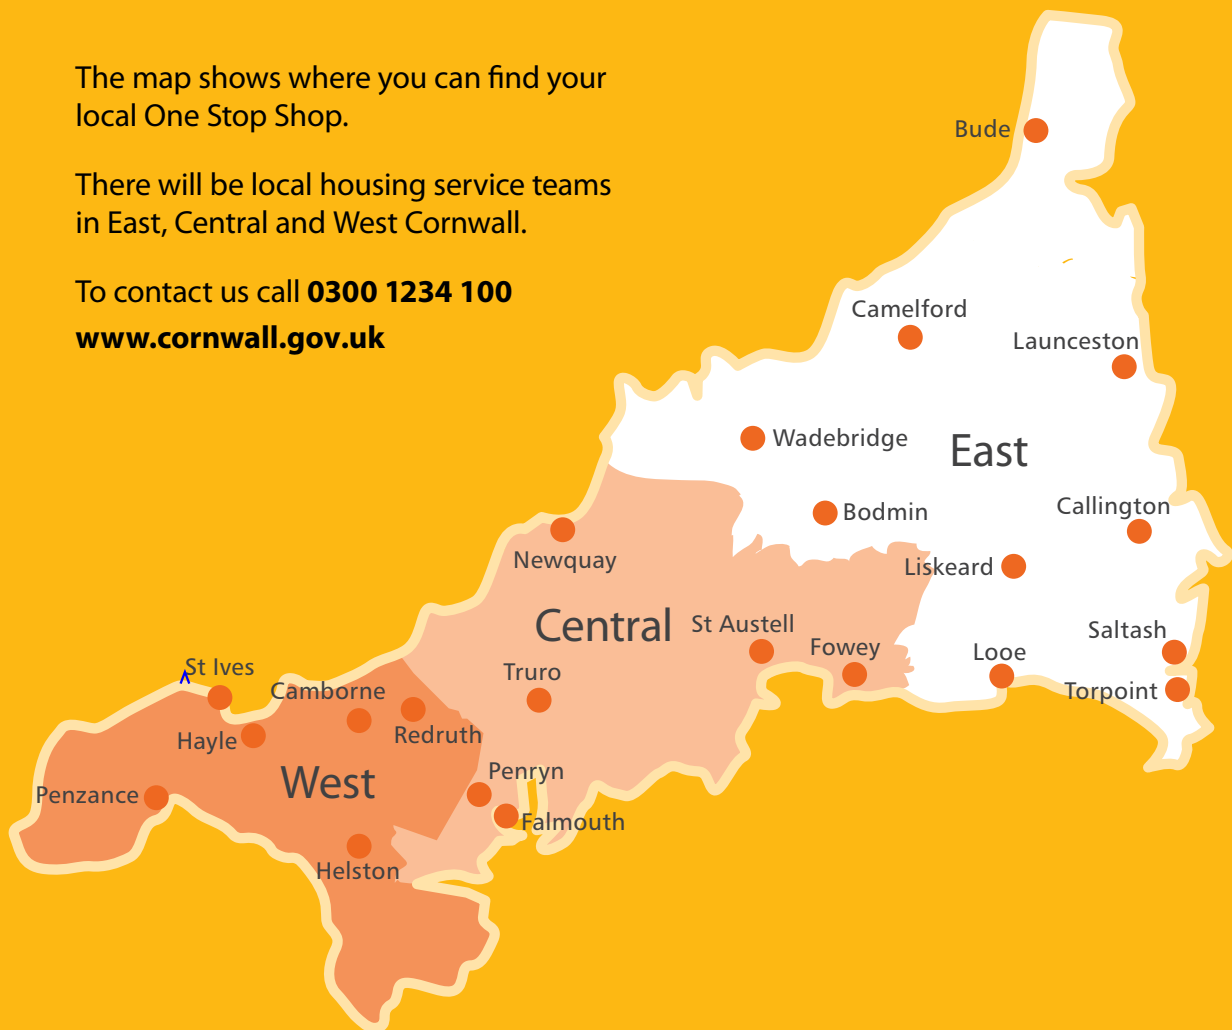 The map shows where you can find your
local One Stop Shop.
There will be local housing service teams
in East, Central and West Cornwall.
To contact us call 0300 1234 100
www.cornwall.gov.uk
Bude
Camelford
Launceston
Wadebridge
East
Bodmin
Callington
Newquay
Liskeard
Central
St Austell
Saltash
Fowey
Looe
St Ives
Truro
Camborne
Torpoint
Redruth
Hayle
Penryn
West
Penzance
Falmouth
Helston